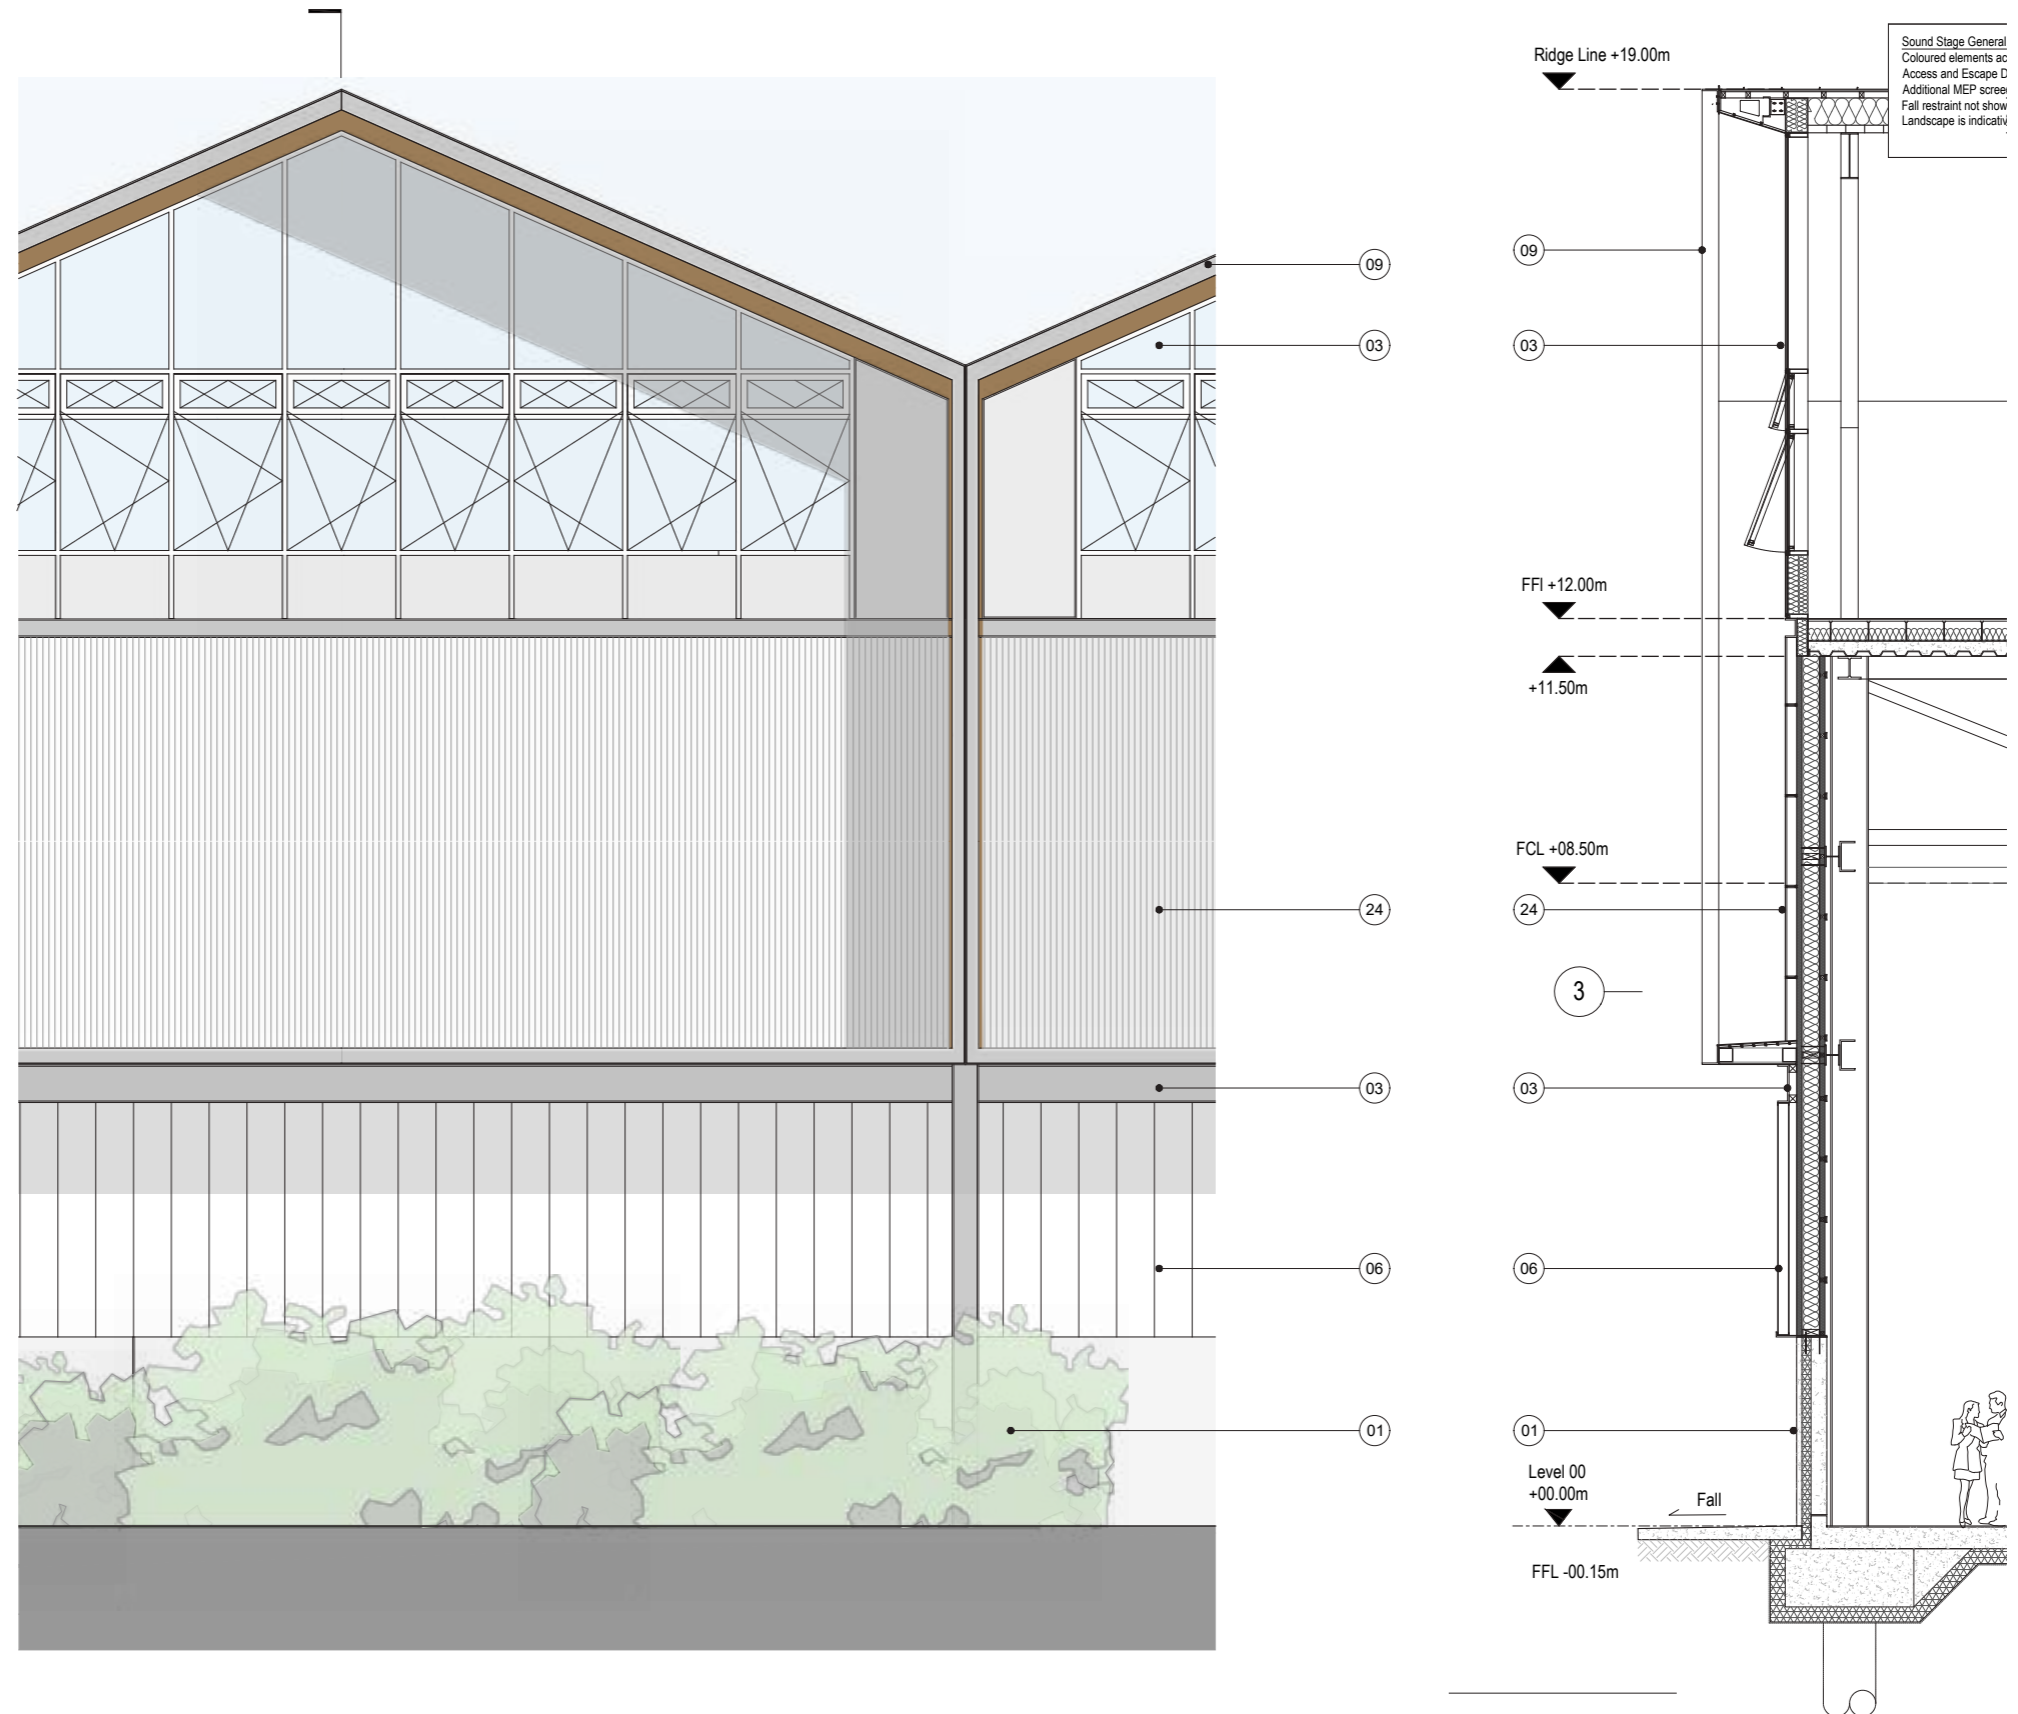 Ridge Line +19.00m
Sound Stage General
Coloured elements ac
Access and Escape D
Additional MEP scree
Fall restraint not show
Landscape is indicativ
09
09
03
03
FFl +12.00m
+11.50m
FCL +08.50m
24
24
3
03
03
06
06
01
01
Level 00
+00.00m
Fall
FFL -00.15m